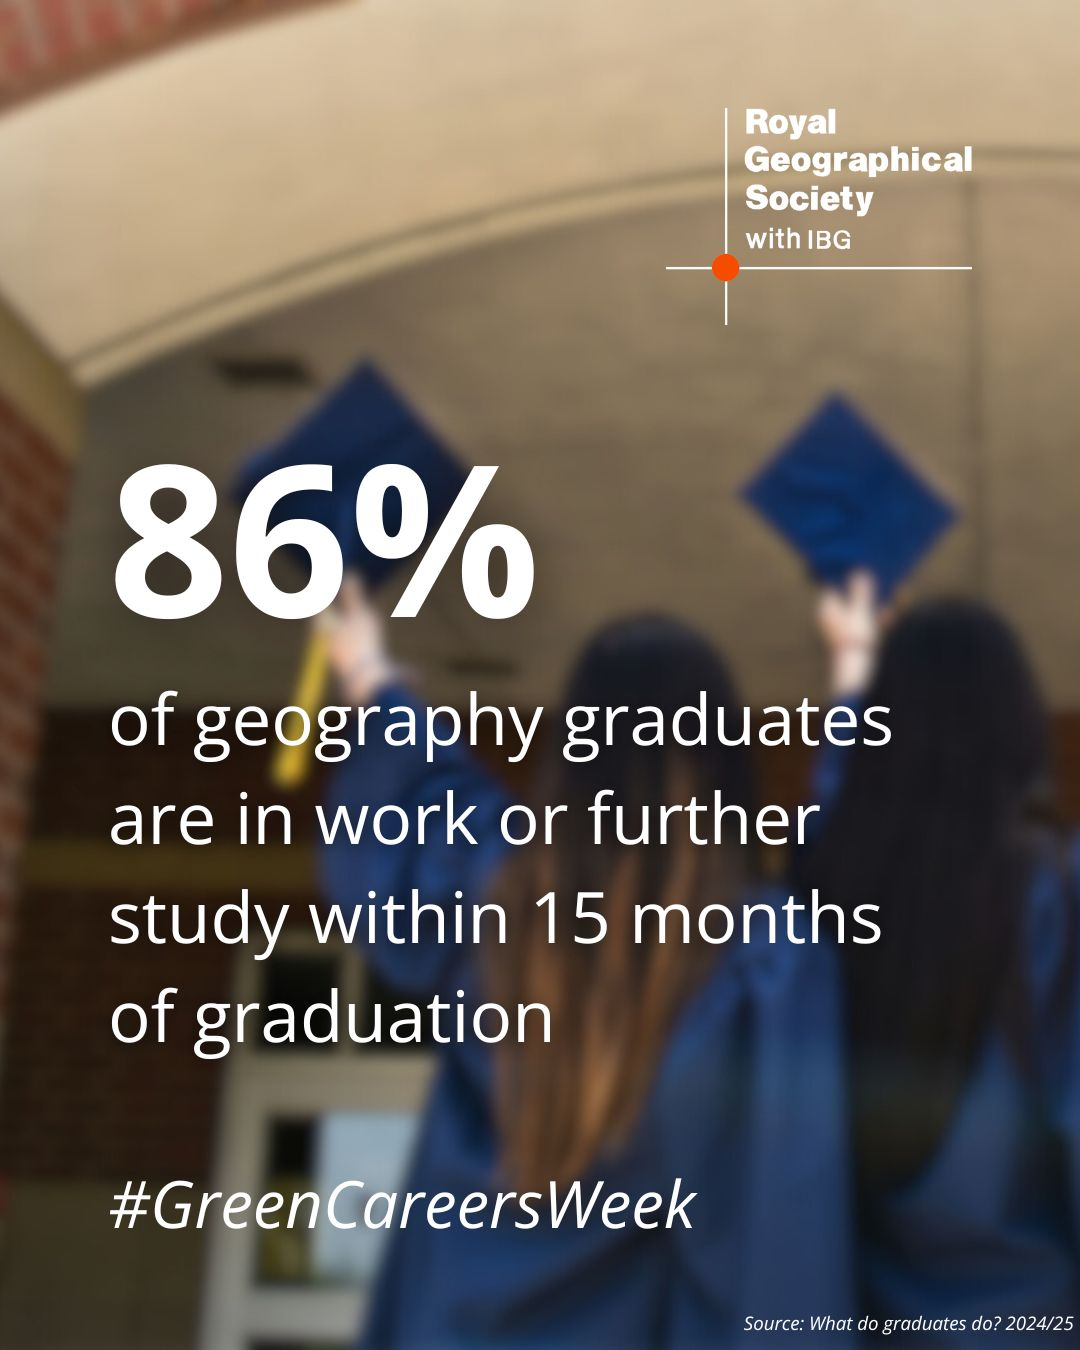 Royal
Geographical
Society
with IBG
86%
of geography graduates
are in work or further
study within 15 months
of graduation
#GreenCareersWeek
Source: What do graduates do? 2024/25